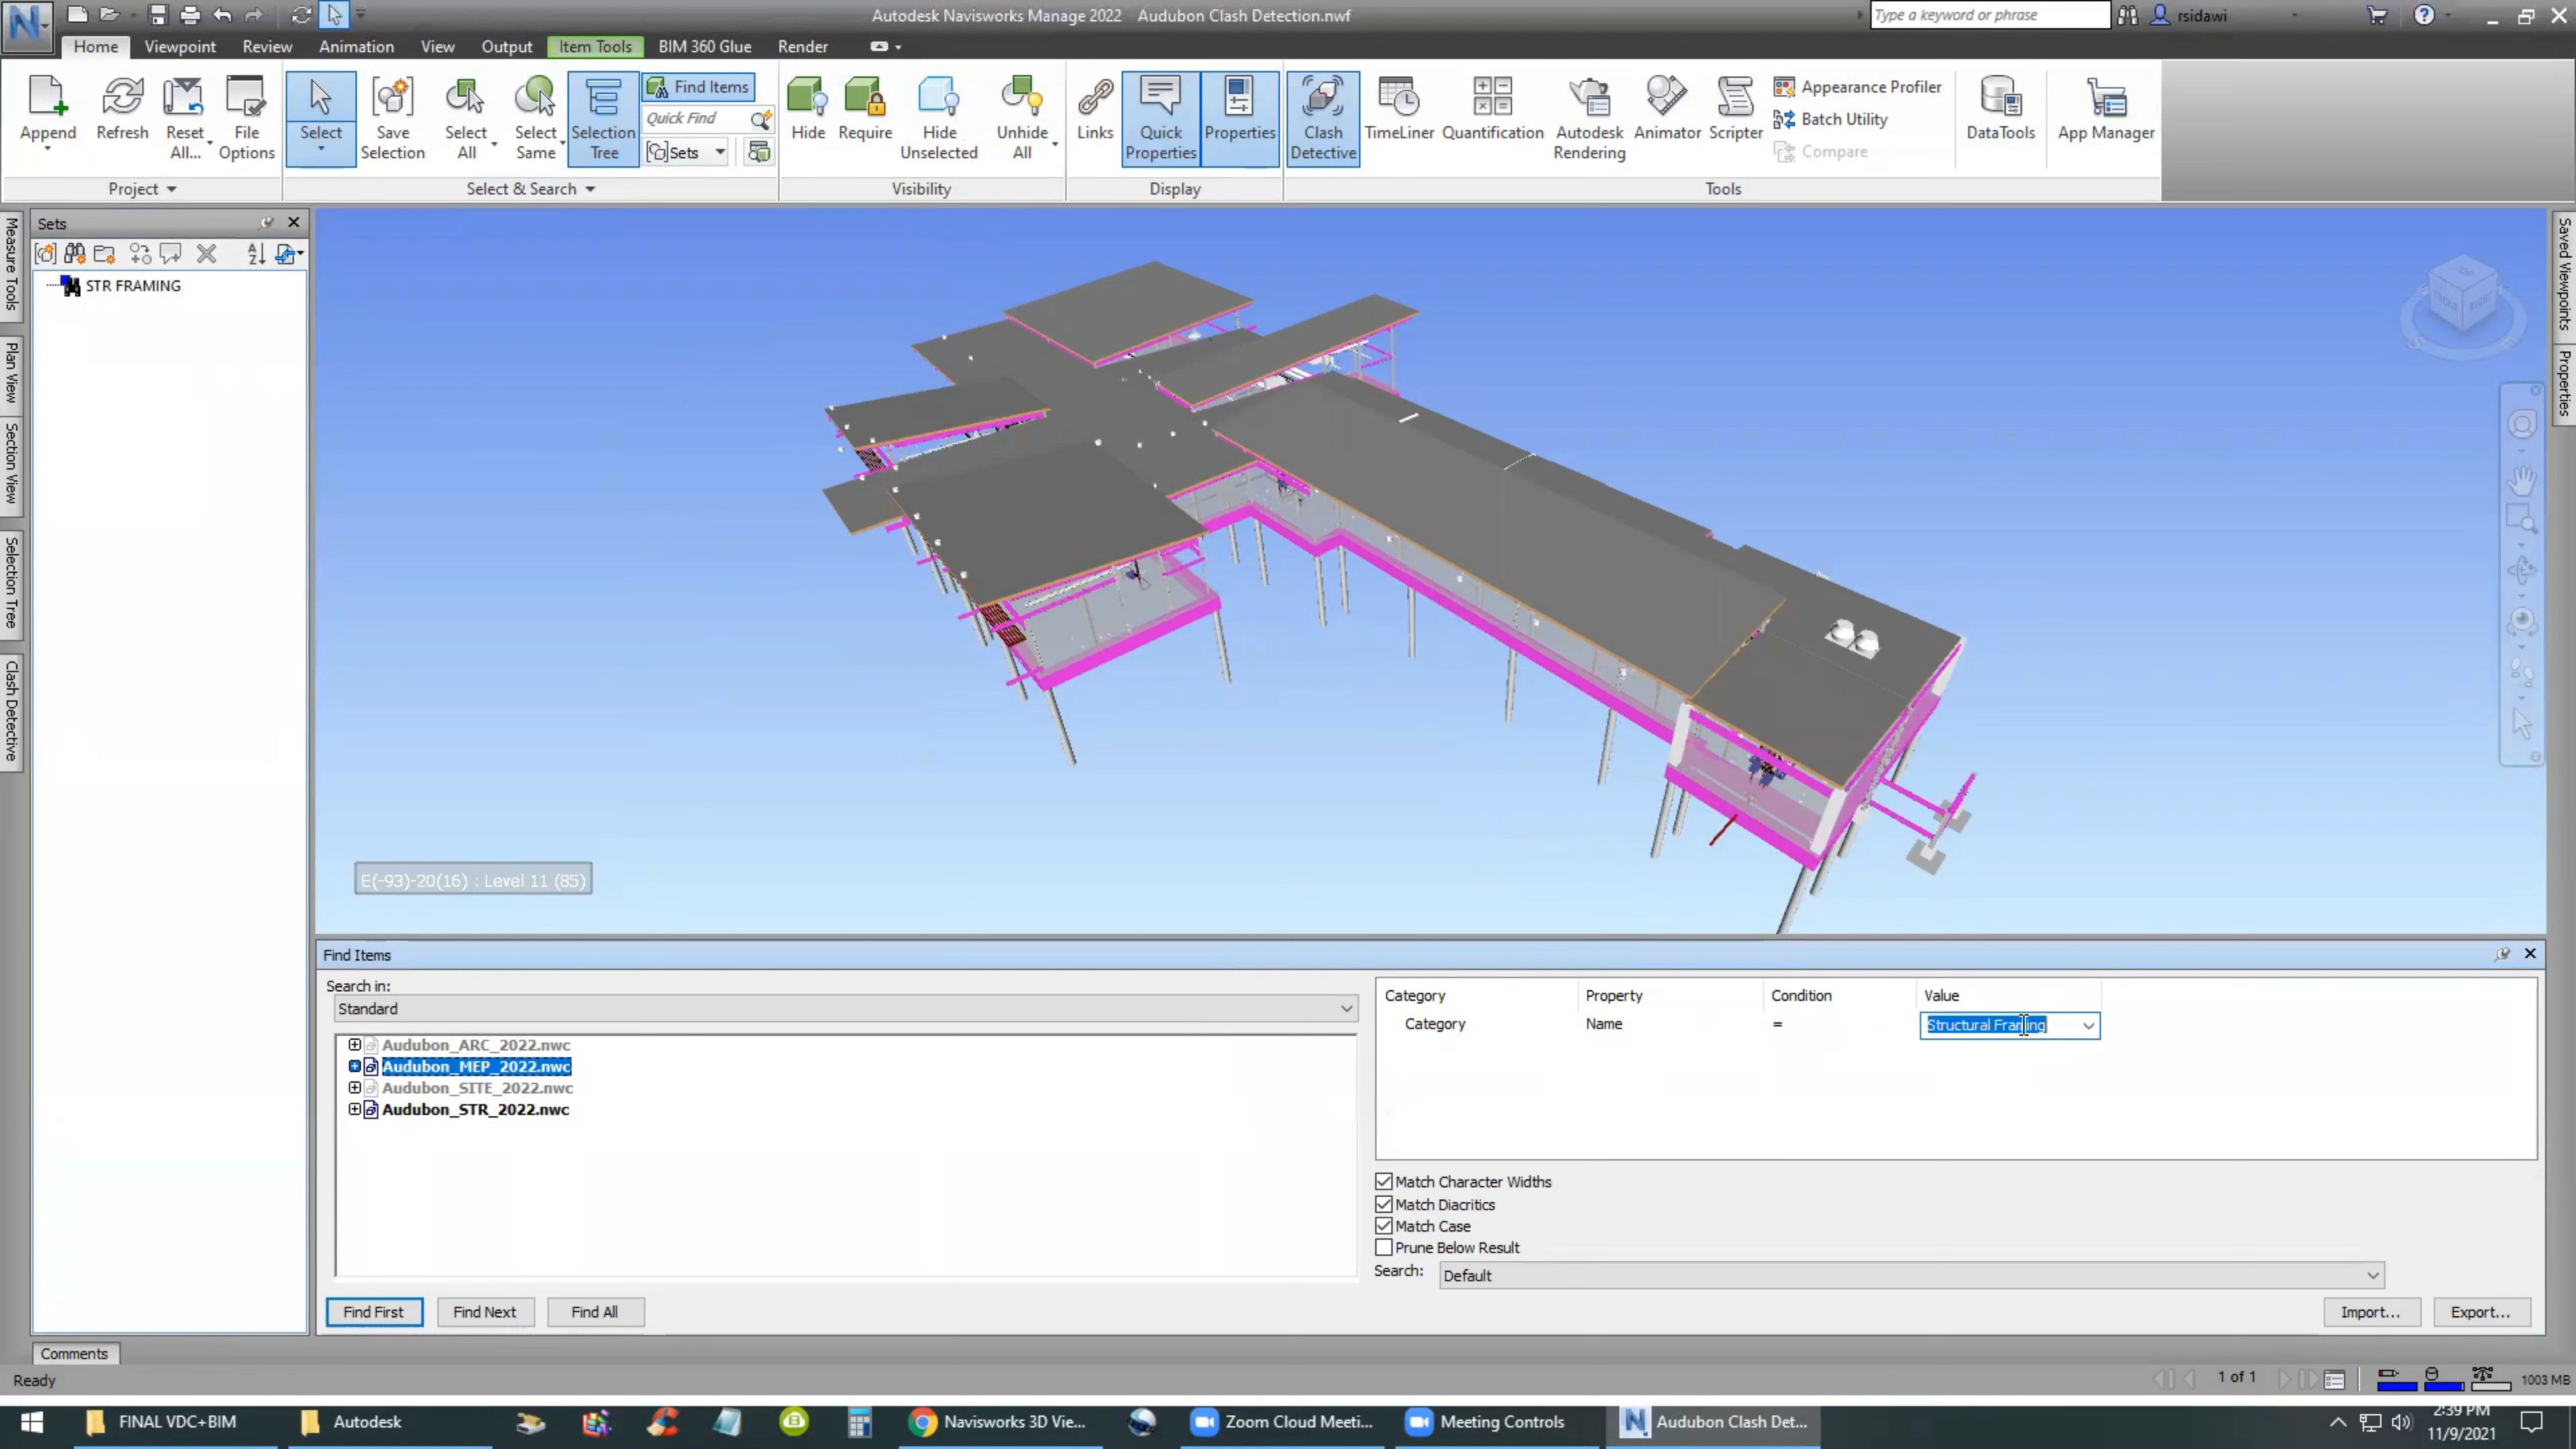 Autodesk Navisworks Manage 2022 Audubon Clash Detection.nwf
Type a keyword or phrase
rsidawi
Home Viewpoint Review Animation View Output Item Tools BIM 360 Glue Render
Append
Refresh
Reset All...
File Options
Project
Select
Save Selection
Select All
Select Same
Selection Tree
Find Items
Quick Find
Sets
Select & Search
Hide
Require
Hide Unselected
Unhide All
Visibility
Links
Quick Properties
Properties
Display
Clash Detective
TimeLiner
Quantification
Autodesk Rendering
Animator
Scripter
Appearance Profiler
Batch Utility
Compare
DataTools
App Manager
Tools
Measure Tools
Plan View
Section View
Selection Tree
Clash Detective
Sets
STR FRAMING
TOP
Saved Viewpoints
Properties
E(-93)-20(16) : Level 11 (85)
Find Items
Search in:
Standard
Audubon_ARC_2022.nwc
Audubon_MEP_2022.nwc
Audubon_SITE_2022.nwc
Audubon_STR_2022.nwc
Find First Find Next Find All
Category Property Condition Value
Category Name = Structural Framing
Match Character Widths
Match Diacritics
Match Case
Prune Below Result
Search: Default
Import... Export...
Comments
Ready
1 of 1
1003 MB
FINAL VDC+BIM
Autodesk
Navisworks 3D Vie...
Zoom Cloud Meeti...
Meeting Controls
Audubon Clash Det...
2:39 PM
11/9/2021